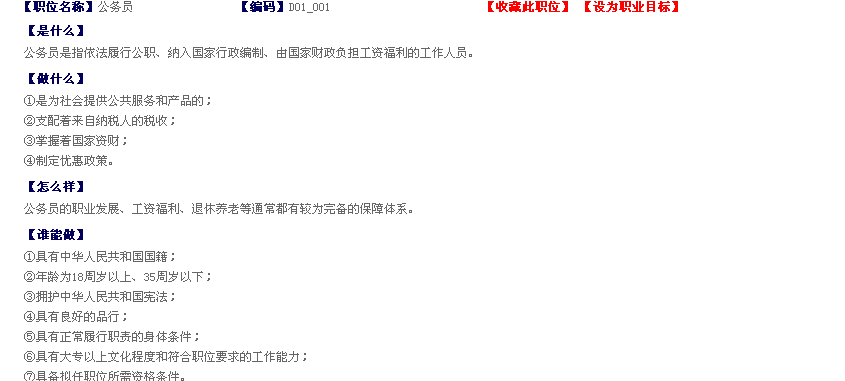 【职位名称】公务员 【编码】D01_001 【收藏此职位】 【设为职业目标】
【是什么】
公务员是指依法履行公职、纳入国家行政编制、由国家财政负担工资福利的工作人员。
【做什么】
①是为社会提供公共服务和产品的；
②支配着来自纳税人的税收；
③掌握着国家资财；
④制定优惠政策。
【怎么样】
公务员的职业发展、工资福利、退休养老等通常都有较为完备的保障体系。
【谁能做】
①具有中华人民共和国国籍；
②年龄为18周岁以上、35周岁以下；
③拥护中华人民共和国宪法；
④具有良好的品行；
⑤具有正常履行职责的身体条件；
⑥具有大专以上文化程度和符合职位要求的工作能力；
⑦具备拟任职位所需资格条件。